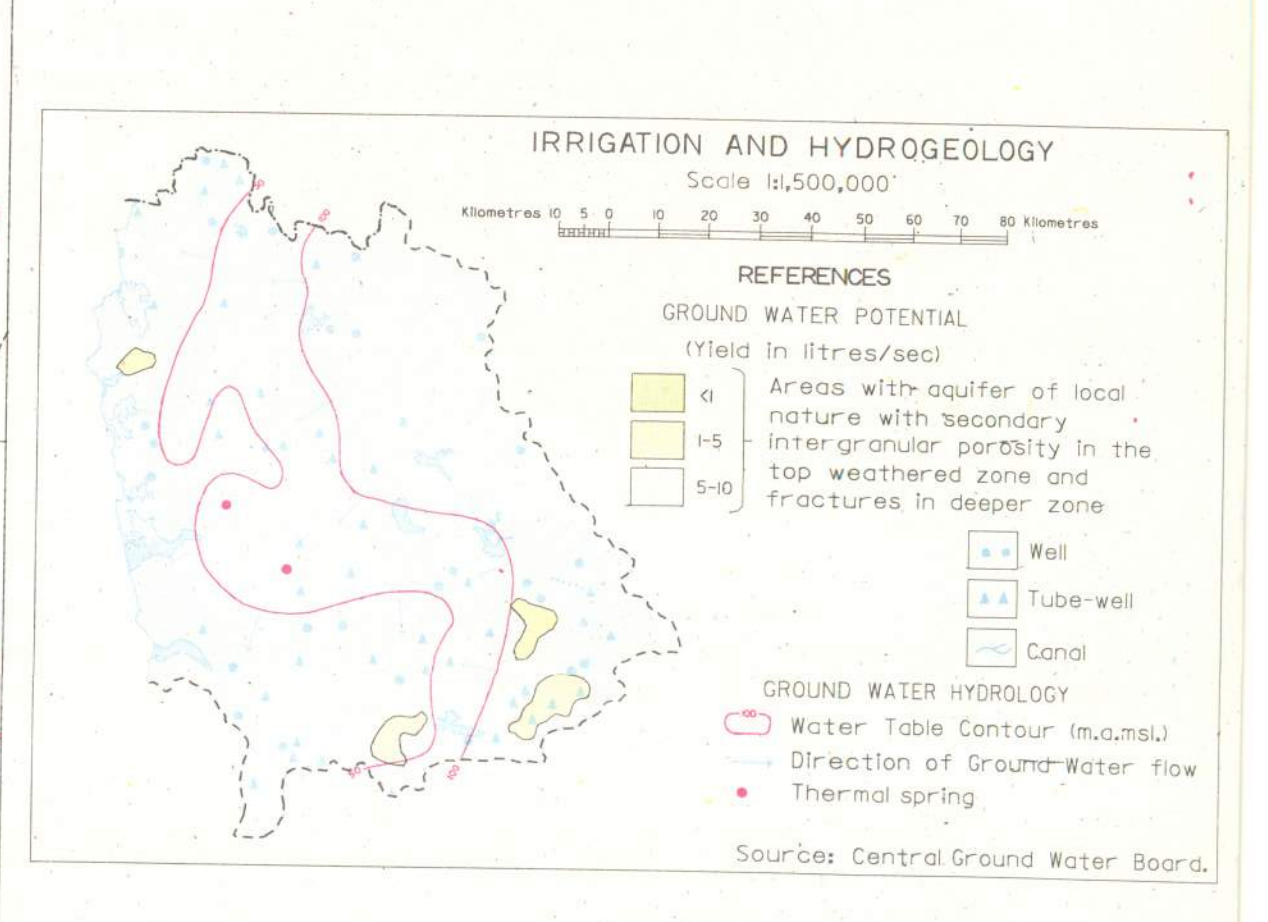 IRRIGATION AND HYDROGEOLOGY
Scale 1:1,500,000
Kilometres 10 5 0 10 20 30 40 50 60 70 80 Kilometres
REFERENCES
GROUND WATER POTENTIAL
(Yield in litres/sec)
<1
1-5
5-10
Areas with aquifer of local
nature with secondary
intergranular porosity in the
top weathered zone and
fractures in deeper zone
Well
Tube-well
Canal
GROUND WATER HYDROLOGY
100
Water Table Contour (m.a.msl.)
Direction of Ground Water flow
Thermal spring
Source: Central Ground Water Board.
50
100